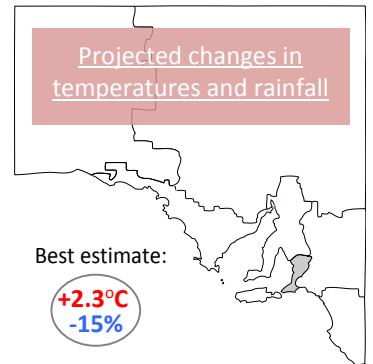 Projected changes in
temperatures and rainfall
Best estimate:
+2.3°C
-15%